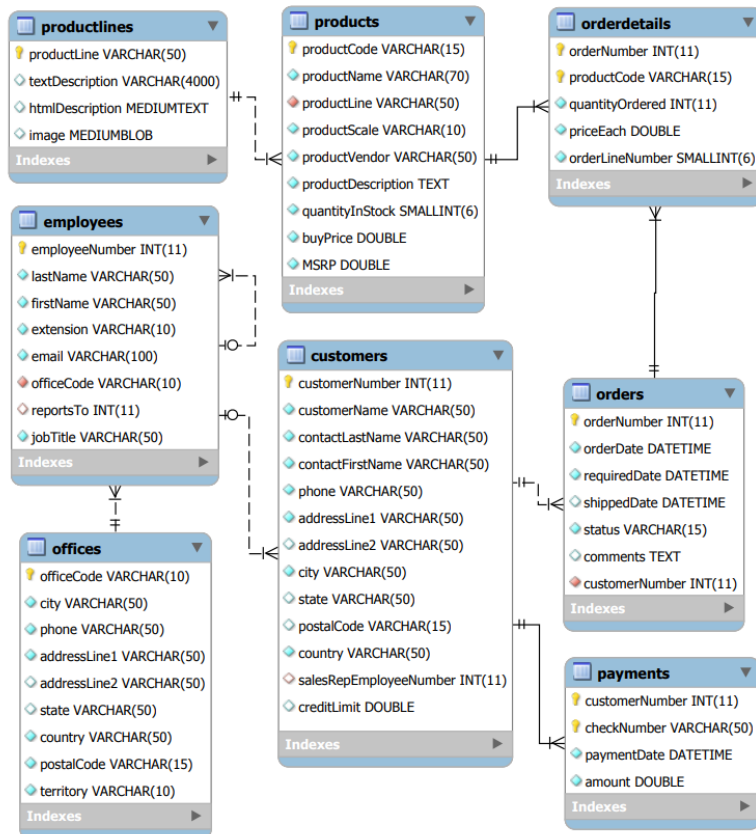 productlines
productLine VARCHAR(50)
textDescription VARCHAR(4000)
htmlDescription MEDIUMTEXT
image MEDIUMBLOB
Indexes
products
productCode VARCHAR(15)
productName VARCHAR(70)
productLine VARCHAR(50)
productScale VARCHAR(10)
productVendor VARCHAR(50)
productDescription TEXT
quantityInStock SMALLINT(6)
buyPrice DOUBLE
MSRP DOUBLE
Indexes
orderdetails
orderNumber INT(11)
productCode VARCHAR(15)
quantityOrdered INT(11)
priceEach DOUBLE
orderLineNumber SMALLINT(6)
Indexes
employees
employeeNumber INT(11)
lastName VARCHAR(50)
firstName VARCHAR(50)
extension VARCHAR(10)
email VARCHAR(100)
officeCode VARCHAR(10)
reportsTo INT(11)
jobTitle VARCHAR(50)
Indexes
customers
customerNumber INT(11)
customerName VARCHAR(50)
contactLastName VARCHAR(50)
contactFirstName VARCHAR(50)
phone VARCHAR(50)
addressLine1 VARCHAR(50)
addressLine2 VARCHAR(50)
city VARCHAR(50)
state VARCHAR(50)
postalCode VARCHAR(15)
country VARCHAR(50)
salesRepEmployeeNumber INT(11)
creditLimit DOUBLE
Indexes
orders
orderNumber INT(11)
orderDate DATETIME
requiredDate DATETIME
shippedDate DATETIME
status VARCHAR(15)
comments TEXT
customerNumber INT(11)
Indexes
offices
officeCode VARCHAR(10)
city VARCHAR(50)
phone VARCHAR(50)
addressLine1 VARCHAR(50)
addressLine2 VARCHAR(50)
state VARCHAR(50)
country VARCHAR(50)
postalCode VARCHAR(15)
territory VARCHAR(10)
Indexes
payments
customerNumber INT(11)
checkNumber VARCHAR(50)
paymentDate DATETIME
amount DOUBLE
Indexes